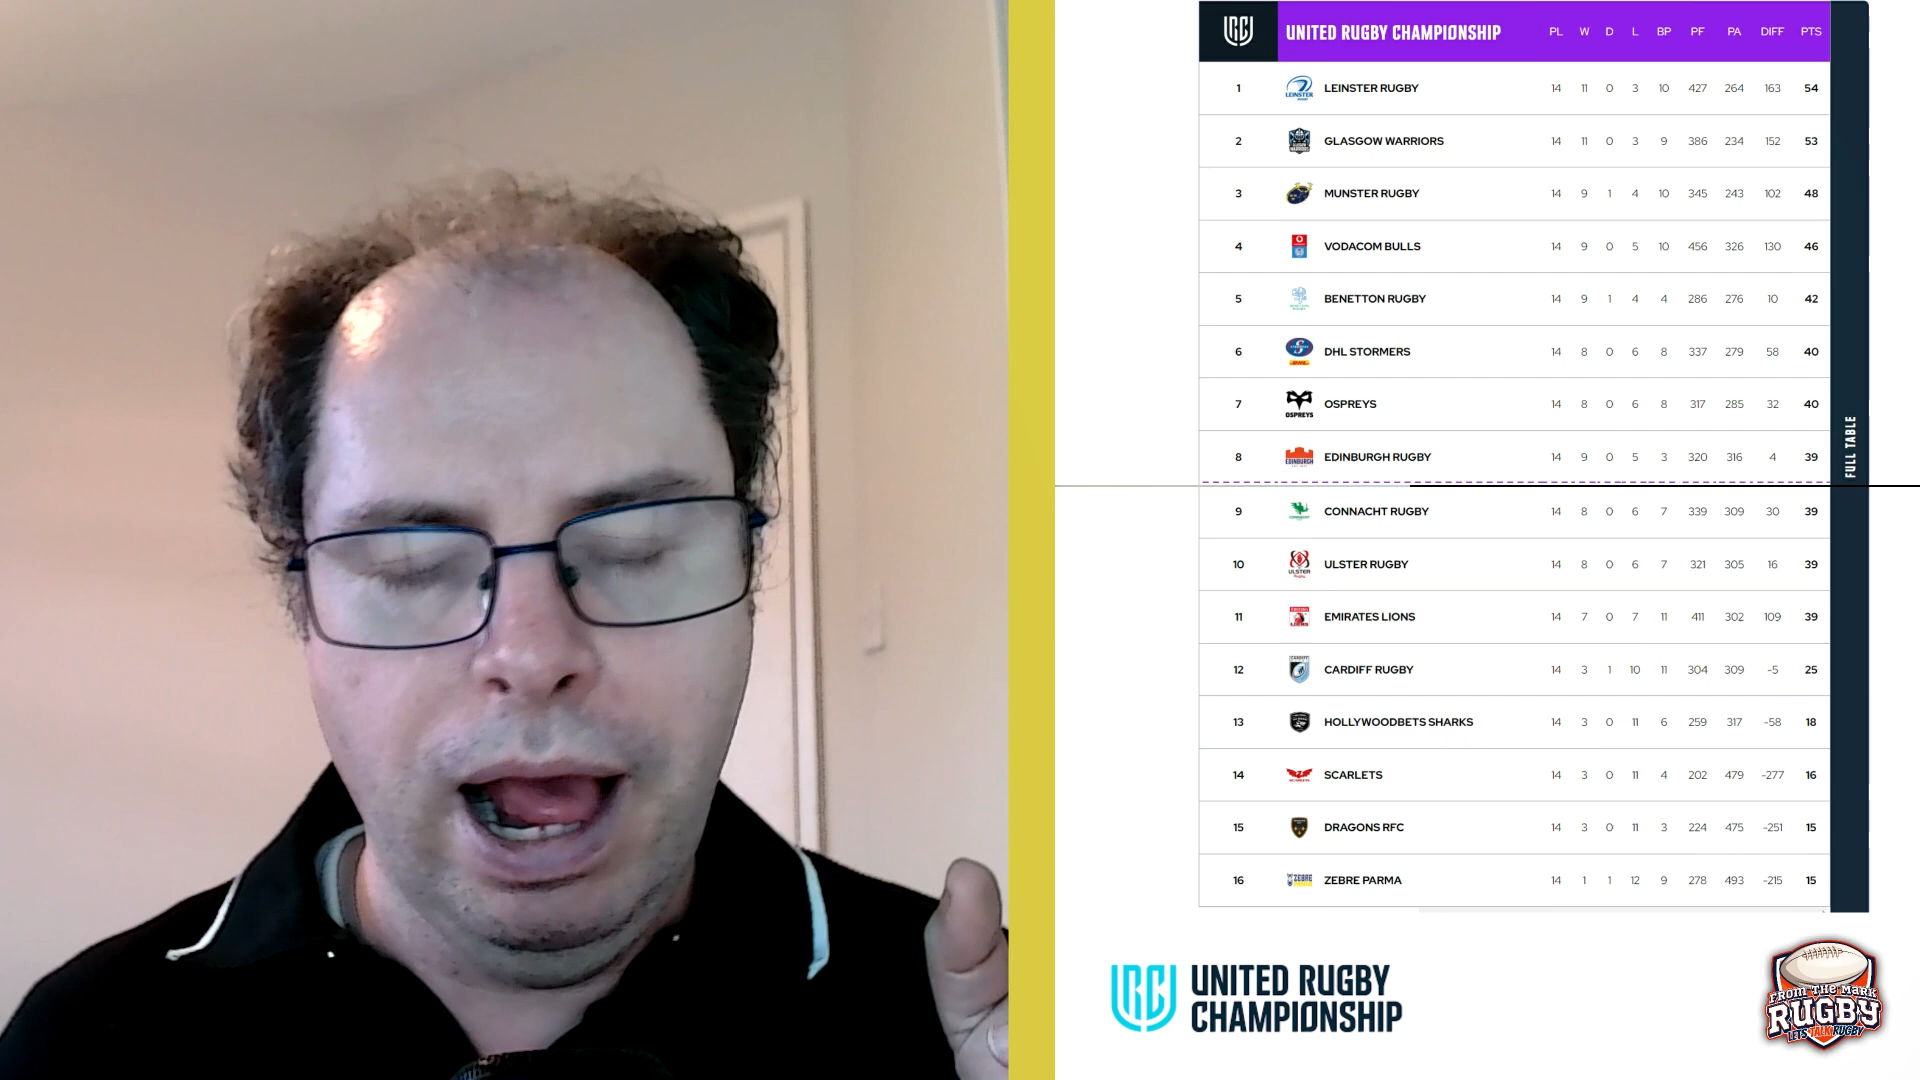 UNITED RUGBY CHAMPIONSHIP PL W D L BP PF PA DIFF PTS
1 LEINSTER RUGBY 14 11 0 3 10 427 264 163 54
2 GLASGOW WARRIORS 14 11 0 3 9 386 234 152 53
3 MUNSTER RUGBY 14 9 1 4 10 345 243 102 48
4 VODACOM BULLS 14 9 0 5 10 456 326 130 46
5 BENETTON RUGBY 14 9 1 4 4 286 276 10 42
6 DHL STORMERS 14 8 0 6 8 337 279 58 40
7 OSPREYS OSPREYS 14 8 0 6 8 317 285 32 40
8 EDINBURGH EDINBURGH RUGBY 14 9 0 5 3 320 316 4 39
9 CONNACHT RUGBY 14 8 0 6 7 339 309 30 39
10 ULSTER ULSTER RUGBY 14 8 0 6 7 321 305 16 39
11 EMIRATES LIONS 14 7 0 7 11 411 302 109 39
12 CARDIFF RUGBY 14 3 1 10 11 304 309 -5 25
13 HOLLYWOODBETS SHARKS 14 3 0 11 6 259 317 -58 18
14 SCARLETS 14 3 0 11 4 202 479 -277 16
15 DRAGONS RFC 14 3 0 11 3 224 475 -251 15
16 ZEBRE ZEBRE PARMA 14 1 1 12 9 278 493 -215 15
FULL TABLE
UNITED RUGBY
CHAMPIONSHIP
FROM THE MARK
RUGBY
LETS TALK RUGBY